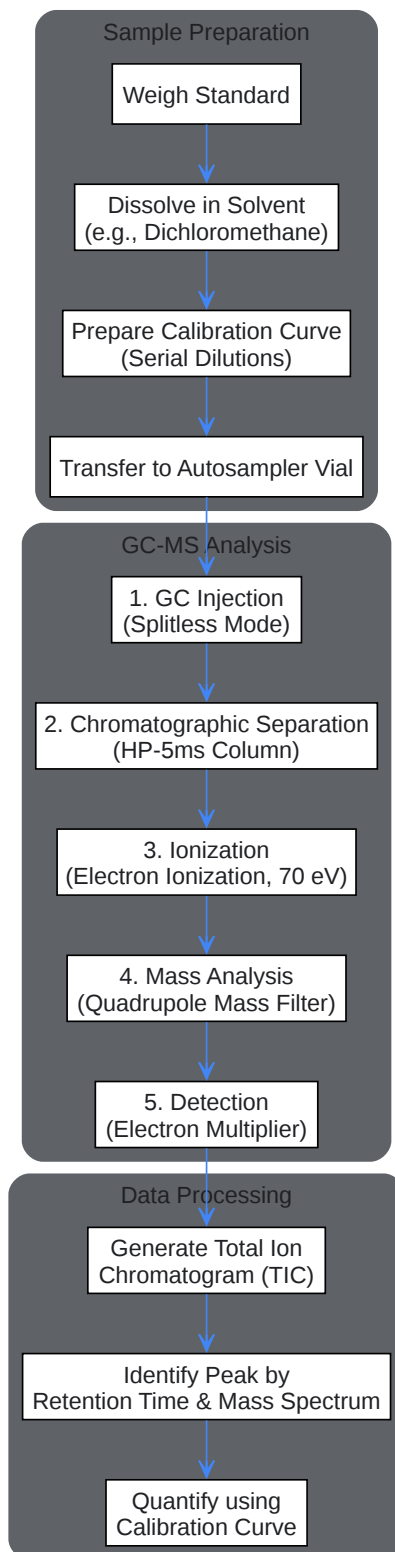 Sample Preparation
Weigh Standard
Dissolve in Solvent
(e.g., Dichloromethane)
Prepare Calibration Curve
(Serial Dilutions)
Transfer to Autosampler Vial
GC-MS Analysis
1. GC Injection
(Splitless Mode)
2. Chromatographic Separation
(HP-5ms Column)
3. Ionization
(Electron Ionization, 70 eV)
4. Mass Analysis
(Quadrupole Mass Filter)
5. Detection
(Electron Multiplier)
Data Processing
Generate Total Ion
Chromatogram (TIC)
Identify Peak by
Retention Time & Mass Spectrum
Quantify using
Calibration Curve